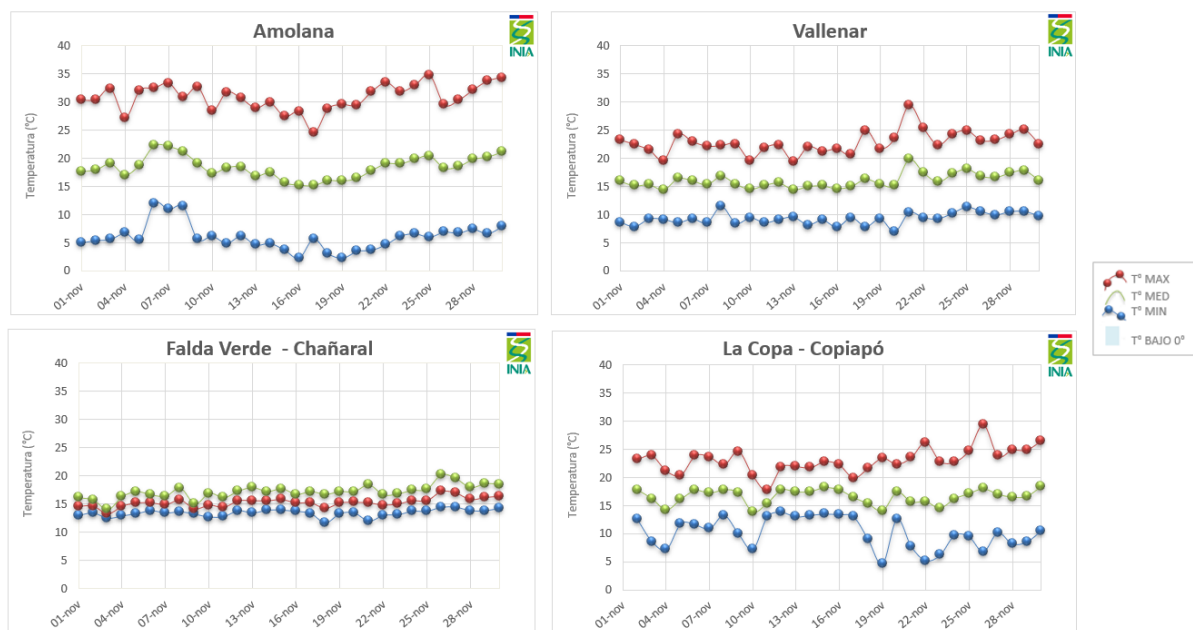 Amolana
INIA
Temperatura (°C)
40
35
30
25
20
15
10
5
0
01-nov
04-nov
07-nov
10-nov
13-nov
16-nov
19-nov
22-nov
25-nov
28-nov
Vallenar
INIA
Temperatura (°C)
40
35
30
25
20
15
10
5
0
01-nov
04-nov
07-nov
10-nov
13-nov
16-nov
19-nov
22-nov
25-nov
28-nov
T° MAX
T° MED
T° MIN
T° BAJO 0°
Falda Verde - Chañaral
INIA
Temperatura (°C)
40
35
30
25
20
15
10
5
0
01-nov
04-nov
07-nov
10-nov
13-nov
16-nov
19-nov
22-nov
25-nov
28-nov
La Copa - Copiapó
INIA
Temperatura (°C)
40
35
30
25
20
15
10
5
0
01-nov
04-nov
07-nov
10-nov
13-nov
16-nov
19-nov
22-nov
25-nov
28-nov